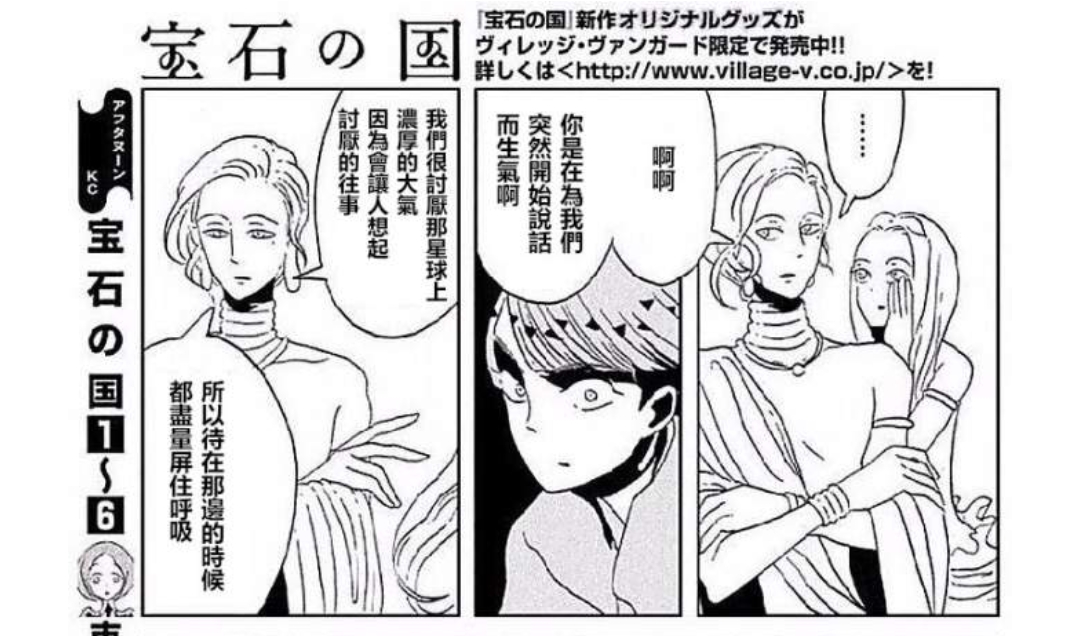 宝石の国
『宝石の国』新作オリジナルグッズが
ヴィレッジ・ヴァンガード限定で発売中!!
詳しくは<http://www.village-v.co.jp/>を!
アフタヌーン
KC
宝石の国1～6
……
啊啊
你是在為我們
突然開始說話
而生氣啊
我們很討厭那星球上
濃厚的大氣
因為會讓人想起
討厭的往事
所以待在那邊的時候
都盡量屏住呼吸